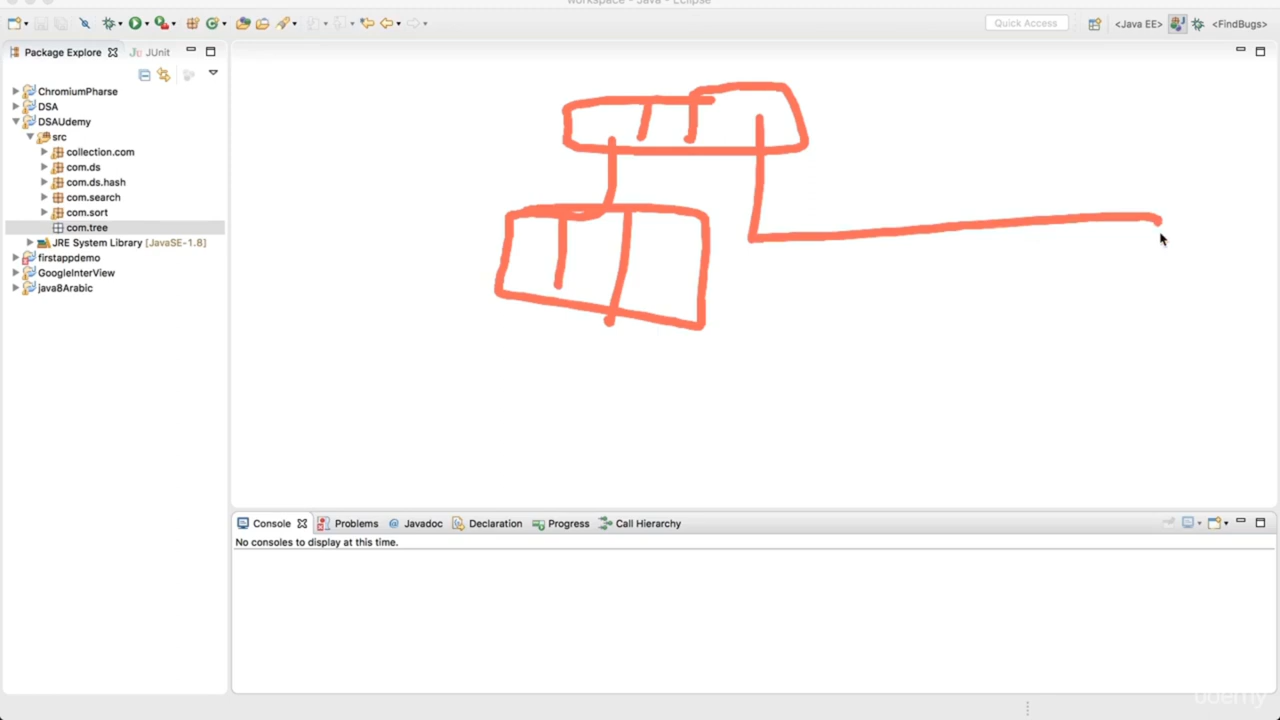 workspace - Java - Eclipse
Quick Access
<Java EE>
<FindBugs>
Package Explorer
JUnit
ChromiumPharse
DSA
DSAUdemy
src
collection.com
com.ds
com.ds.hash
com.search
com.sort
com.tree
JRE System Library [JavaSE-1.8]
firstappdemo
GoogleInterView
java8Arabic
Console
Problems
@ Javadoc
Declaration
Progress
Call Hierarchy
No consoles to display at this time.
udemy